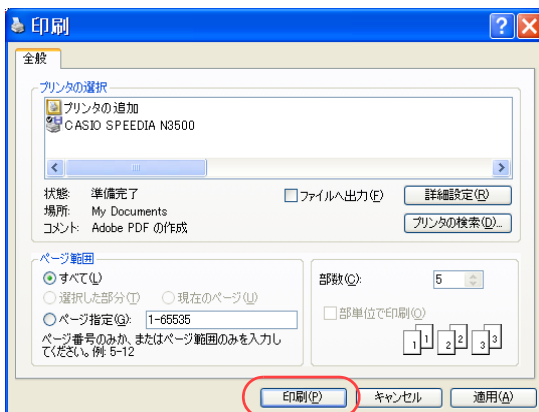 印刷
全般
プリンタの選択
プリンタの追加
CASIO SPEEDIA N3500
状態: 準備完了
場所: My Documents
コメント: Adobe PDF の作成
ファイルへ出力(F)
詳細設定(R)
プリンタの検索(D)...
ページ範囲
すべて(L)
選択した部分(T) 現在のページ(U)
ページ指定(G): 1-65535
ページ番号のみか、またはページ範囲のみを入力し
てください。例: 5-12
部数(C): 5
部単位で印刷(O)
1 1 2 2 3 3
印刷(P) キャンセル 適用(A)